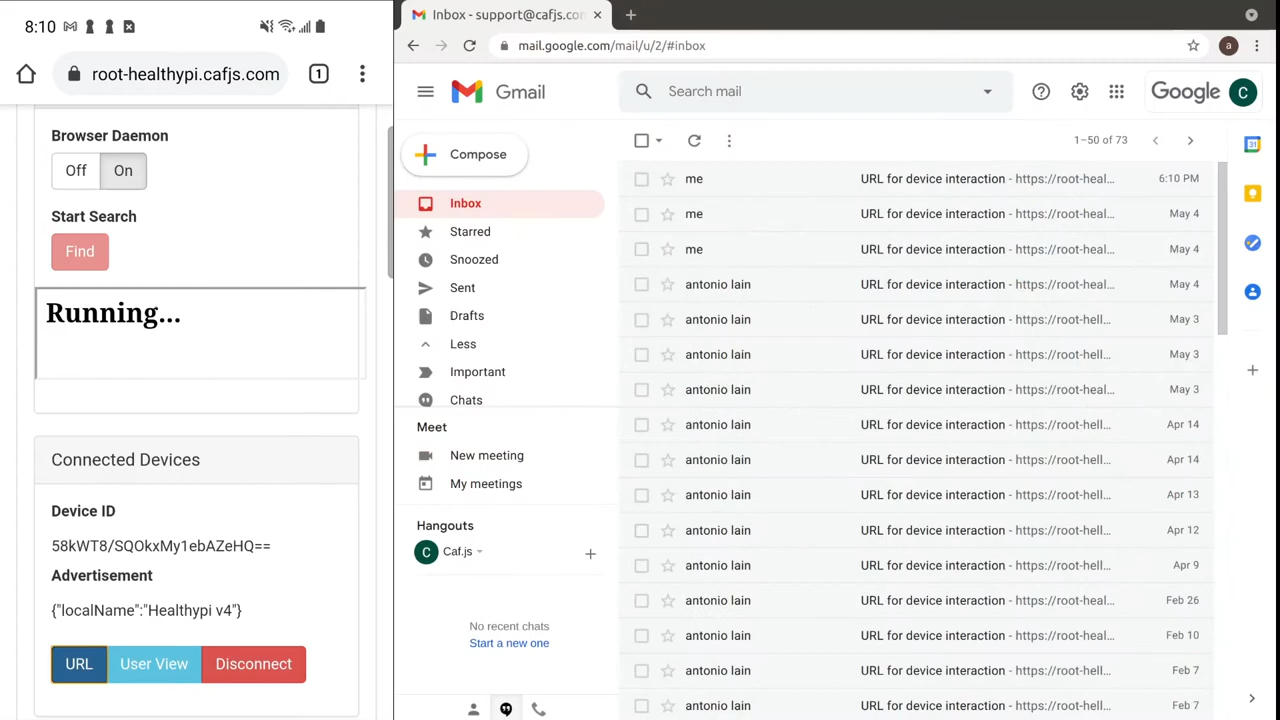 8:10
root-healthypi.cafjs.com
1
Browser Daemon
Off
On
Start Search
Find
Running...
Connected Devices
Device ID
58kWT8/SQOkxMy1ebAZeHQ==
Advertisement
{"localName":"Healthypi v4"}
URL
User View
Disconnect
Inbox - support@cafjs.con
mail.google.com/mail/u/2/#inbox
a
Gmail
Search mail
Google
C
Compose
1–50 of 73
31
Inbox
Starred
Snoozed
Sent
Drafts
Less
Important
Chats
Meet
New meeting
My meetings
Hangouts
C
Caf.js
No recent chats
Start a new one
me URL for device interaction - https://root-heal... 6:10 PM
me URL for device interaction - https://root-heal... May 4
me URL for device interaction - https://root-heal... May 4
antonio lain URL for device interaction - https://root-heal... May 4
antonio lain URL for device interaction - https://root-hell... May 3
antonio lain URL for device interaction - https://root-hell... May 3
antonio lain URL for device interaction - https://root-hell... May 3
antonio lain URL for device interaction - https://root-hell... Apr 14
antonio lain URL for device interaction - https://root-hell... Apr 14
antonio lain URL for device interaction - https://root-hell... Apr 13
antonio lain URL for device interaction - https://root-hell... Apr 12
antonio lain URL for device interaction - https://root-hell... Apr 9
antonio lain URL for device interaction - https://root-hell... Feb 26
antonio lain URL for device interaction - https://root-hell... Feb 10
antonio lain URL for device interaction - https://root-hell... Feb 7
antonio lain URL for device interaction - https://root-hell... Feb 7